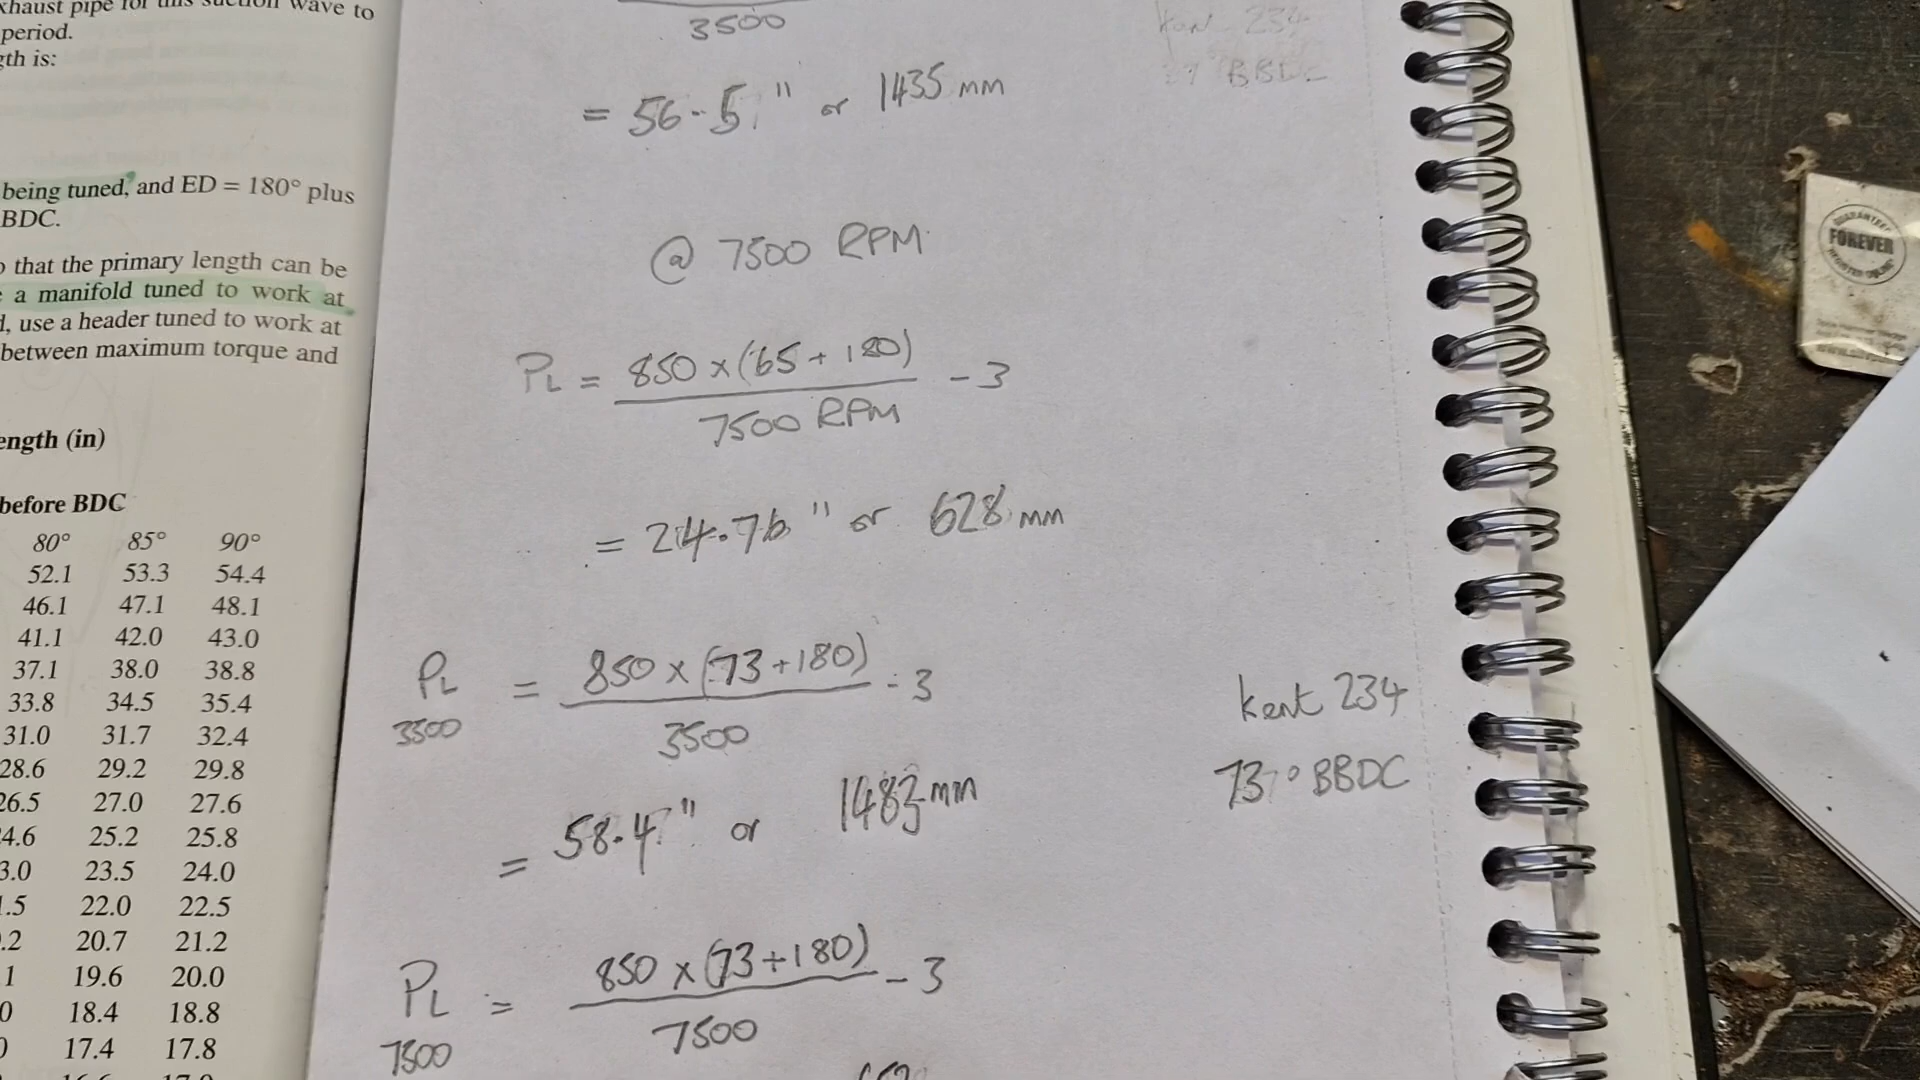 exhaust pipe for this suction wave to
period.
gth is:
being tuned, and ED = 180° plus
BDC.
o that the primary length can be
a manifold tuned to work at
d, use a header tuned to work at
between maximum torque and
ength (in)
before BDC
80° 85° 90°
52.1 53.3 54.4
46.1 47.1 48.1
41.1 42.0 43.0
37.1 38.0 38.8
33.8 34.5 35.4
31.0 31.7 32.4
28.6 29.2 29.8
26.5 27.0 27.6
4.6 25.2 25.8
3.0 23.5 24.0
.5 22.0 22.5
.2 20.7 21.2
1 19.6 20.0
0 18.4 18.8
17.4 17.8
3500
= 56.5" or 1435 mm
@ 7500 RPM
PL = 850 x (65 + 180) - 3
7500 RPM
= 24.76" or 628 mm
PL = 850 x (73+180) - 3
3500 3500
= 58.4" or 1483 mm
kent 234
73° BBDC
PL = 850 x (73+180) - 3
7500 7500
234
BBDC
GUARANTEE
FOREVER